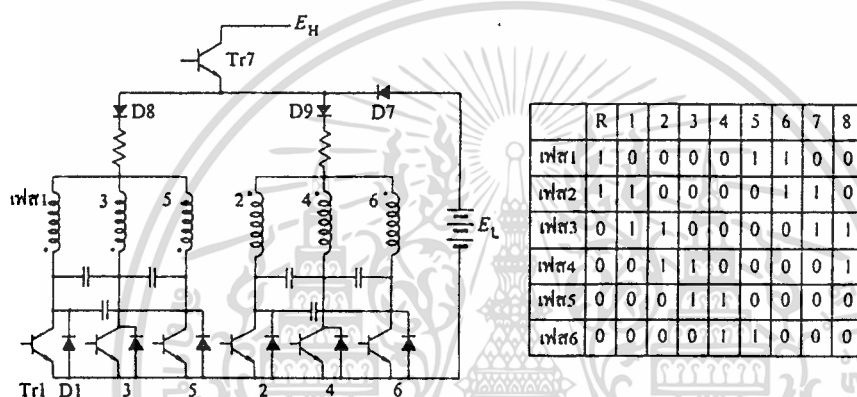 E_H
Tr7
D8
D9
D7
เฟส1
3
5
2
4
6
E_L
Tr1
D1
3
5
2
4
6
R 1 2 3 4 5 6 7 8
เฟส1 1 0 0 0 0 1 1 0 0
เฟส2 1 1 0 0 0 0 1 1 0
เฟส3 0 1 1 0 0 0 0 1 1
เฟส4 0 0 1 1 0 0 0 0 1
เฟส5 0 0 0 1 1 0 0 0 0
เฟส6 0 0 0 0 1 1 0 0 0